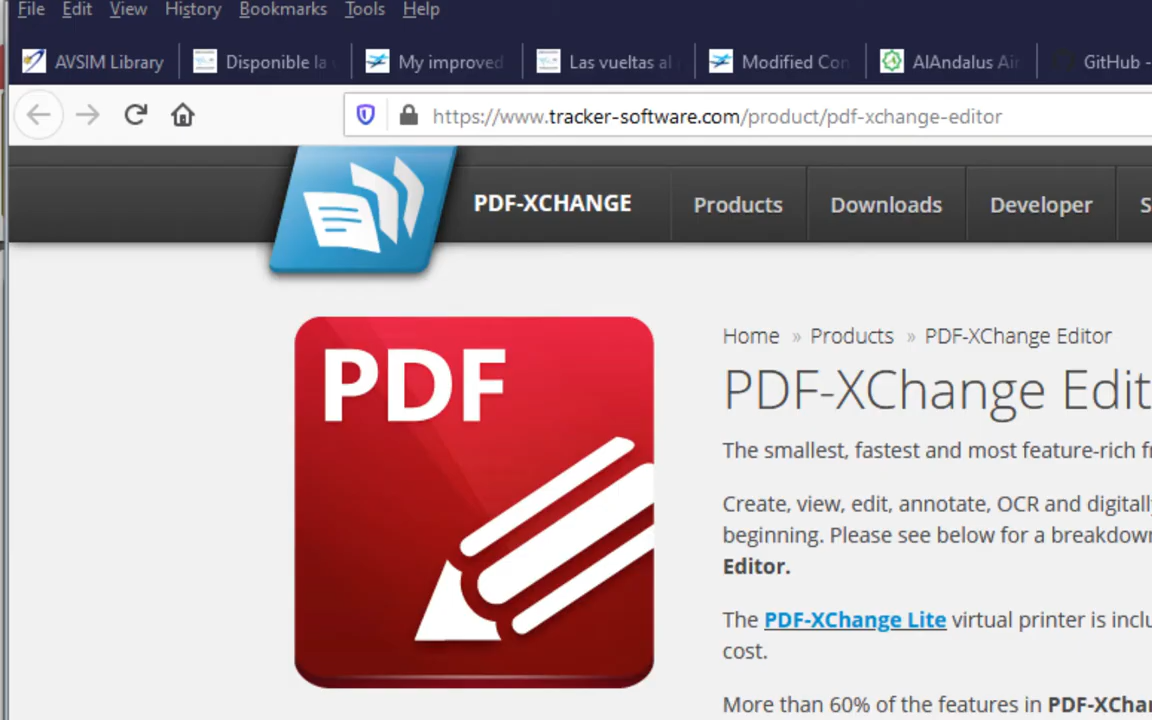 File Edit View History Bookmarks Tools Help
AVSIM Library Disponible la My improved Las vueltas al Modified Con AlAndalus Air GitHub -
https://www.tracker-software.com/product/pdf-xchange-editor
PDF-XCHANGE Products Downloads Developer S
PDF
Home » Products » PDF-XChange Editor
PDF-XChange Edit
The smallest, fastest and most feature-rich fr
Create, view, edit, annotate, OCR and digitally
beginning. Please see below for a breakdown
Editor.
The PDF-XChange Lite virtual printer is inclu
cost.
More than 60% of the features in PDF-XChan